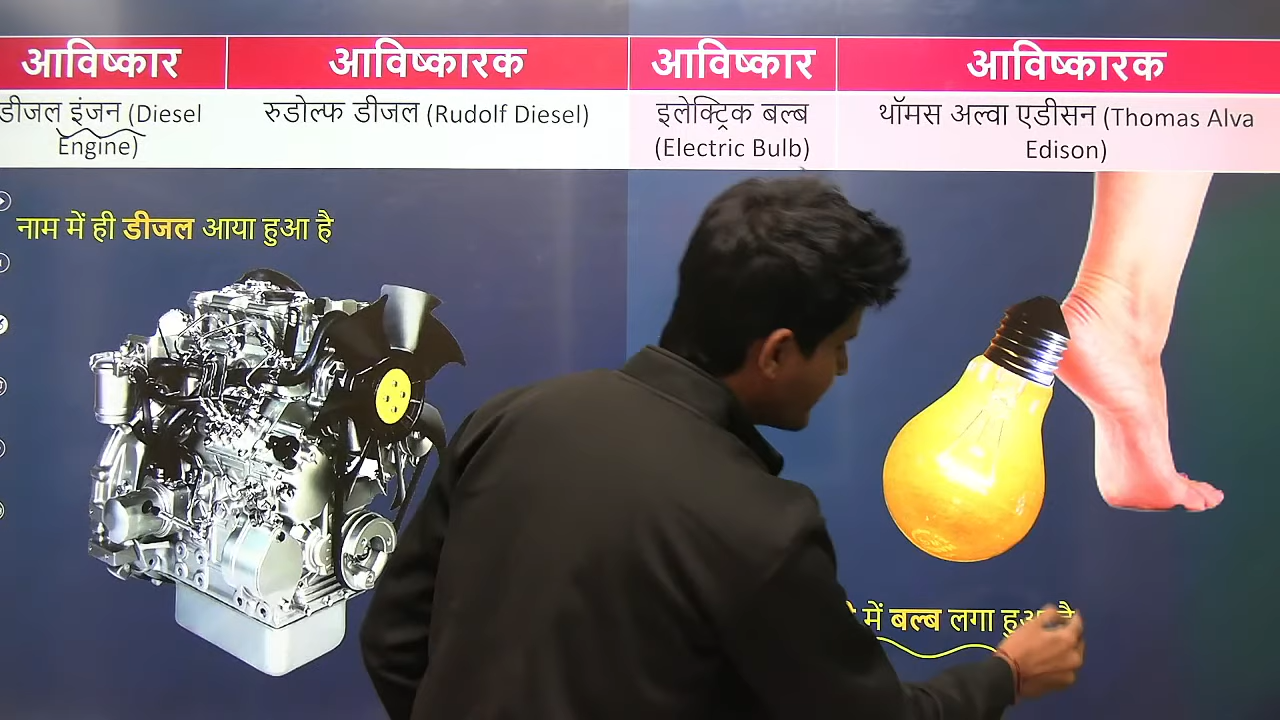 आविष्कार
आविष्कारक
आविष्कार
आविष्कारक
डीजल इंजन (Diesel
Engine)
रुडोल्फ डीजल (Rudolf Diesel)
इलेक्ट्रिक बल्ब
(Electric Bulb)
थॉमस अल्वा एडीसन (Thomas Alva
Edison)
नाम में ही डीजल आया हुआ है
में बल्ब लगा हुआ है